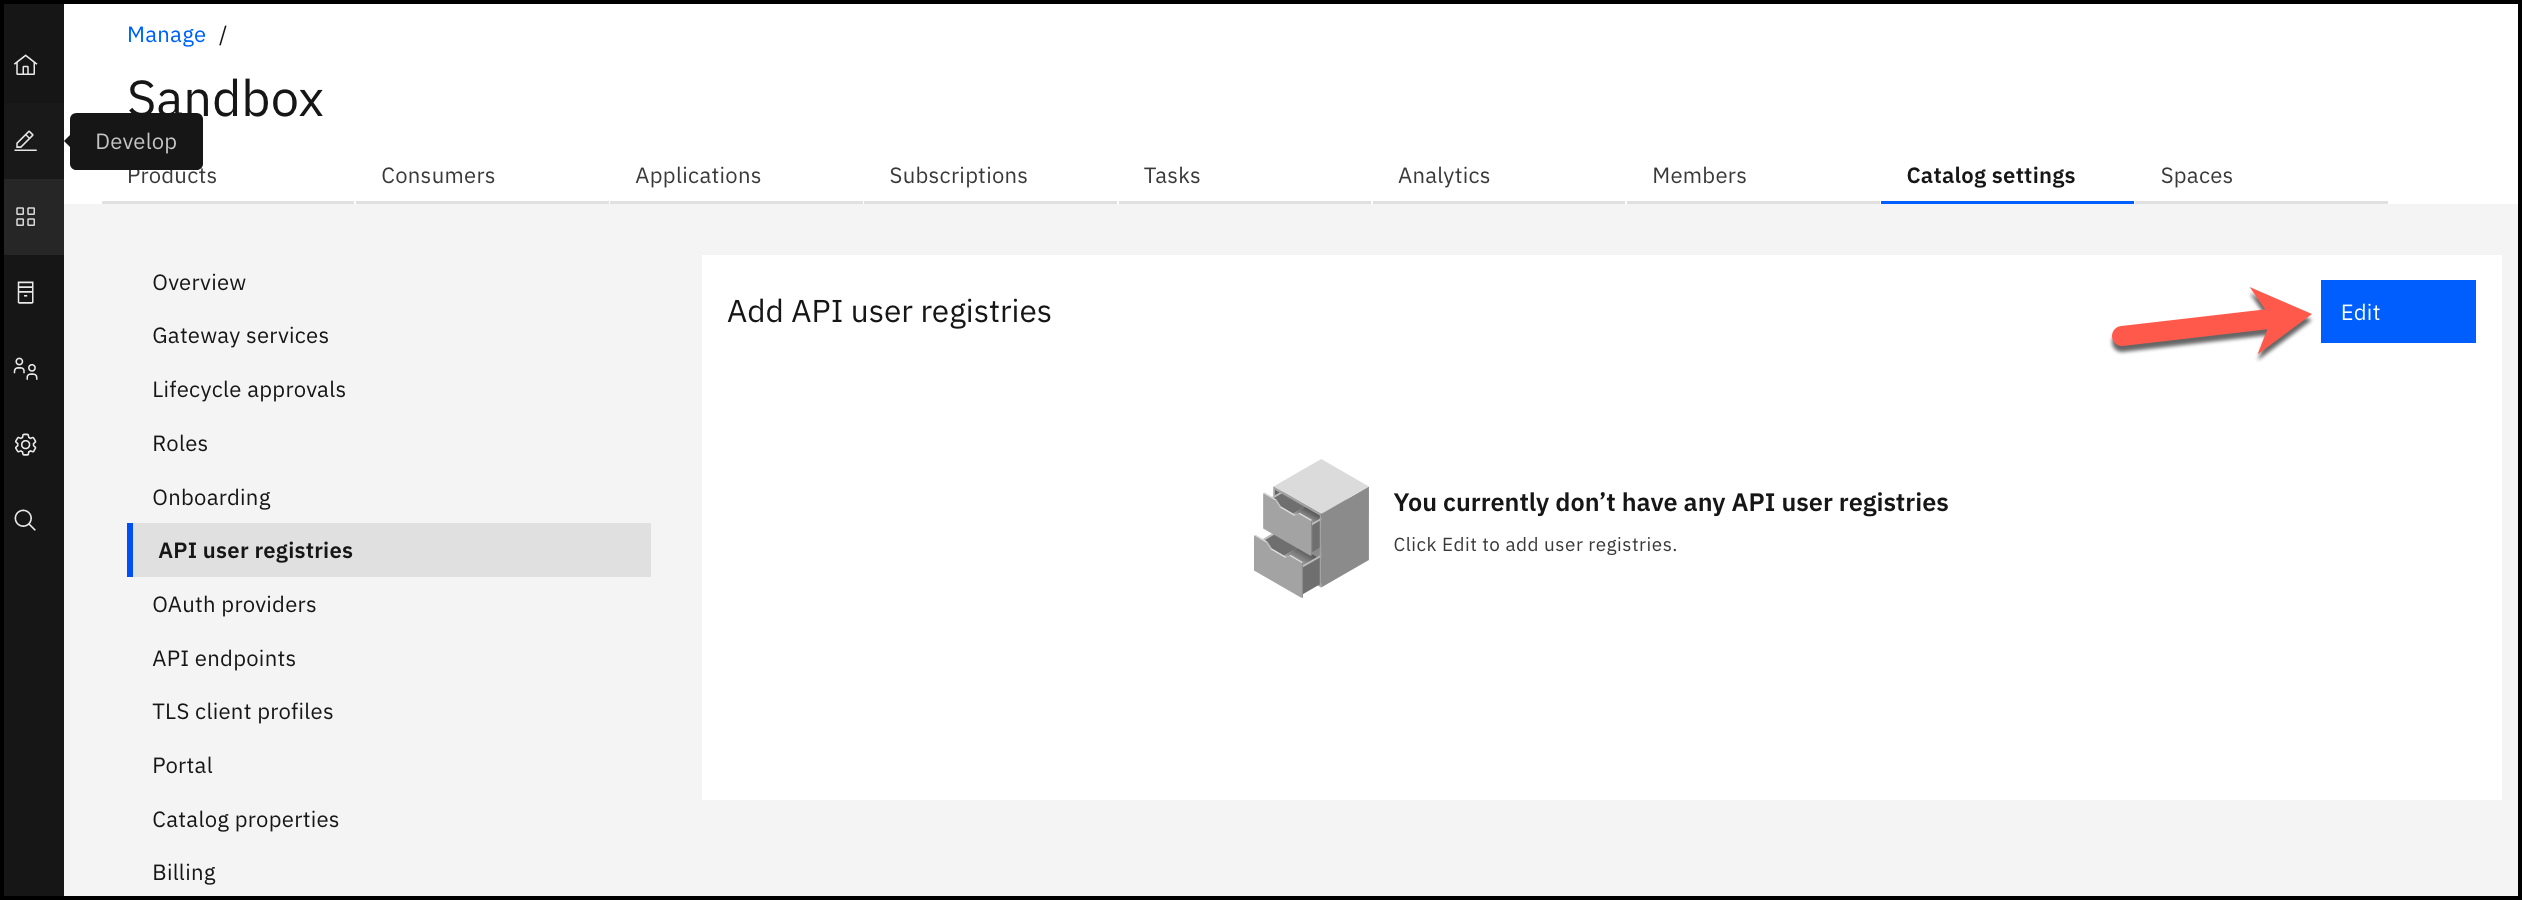 Manage /
Sandbox
Develop
Products Consumers Applications Subscriptions Tasks Analytics Members Catalog settings Spaces
Overview
Gateway services
Lifecycle approvals
Roles
Onboarding
API user registries
OAuth providers
API endpoints
TLS client profiles
Portal
Catalog properties
Billing
Add API user registries
Edit
You currently don’t have any API user registries
Click Edit to add user registries.